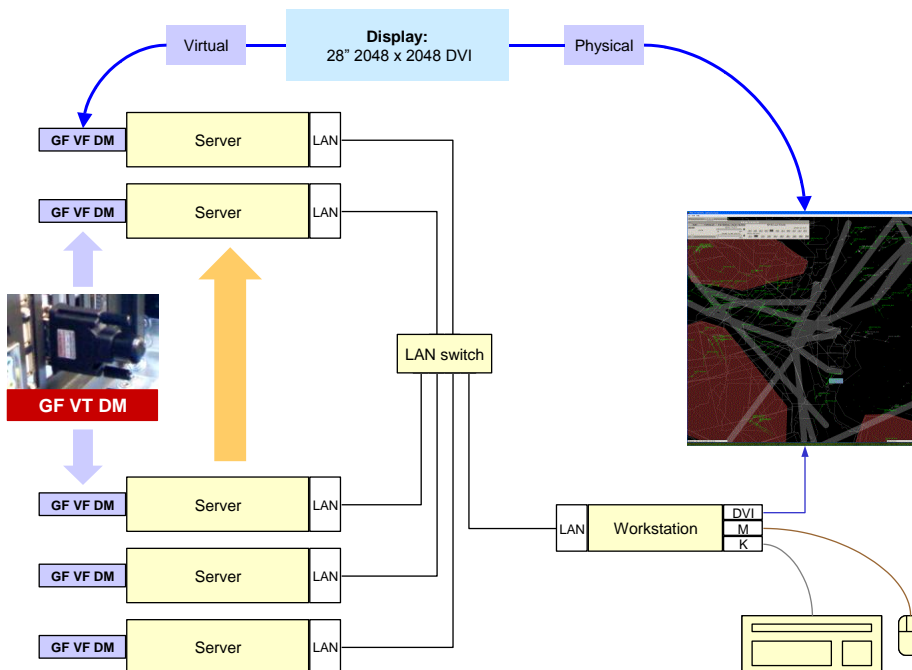 Virtual
Display:
28” 2048 x 2048 DVI
Physical
GF VF DM
Server
LAN
GF VF DM
Server
LAN
LAN switch
GF VT DM
GF VF DM
Server
LAN
LAN
Workstation
DVI
M
K
GF VF DM
Server
LAN
GF VF DM
Server
LAN